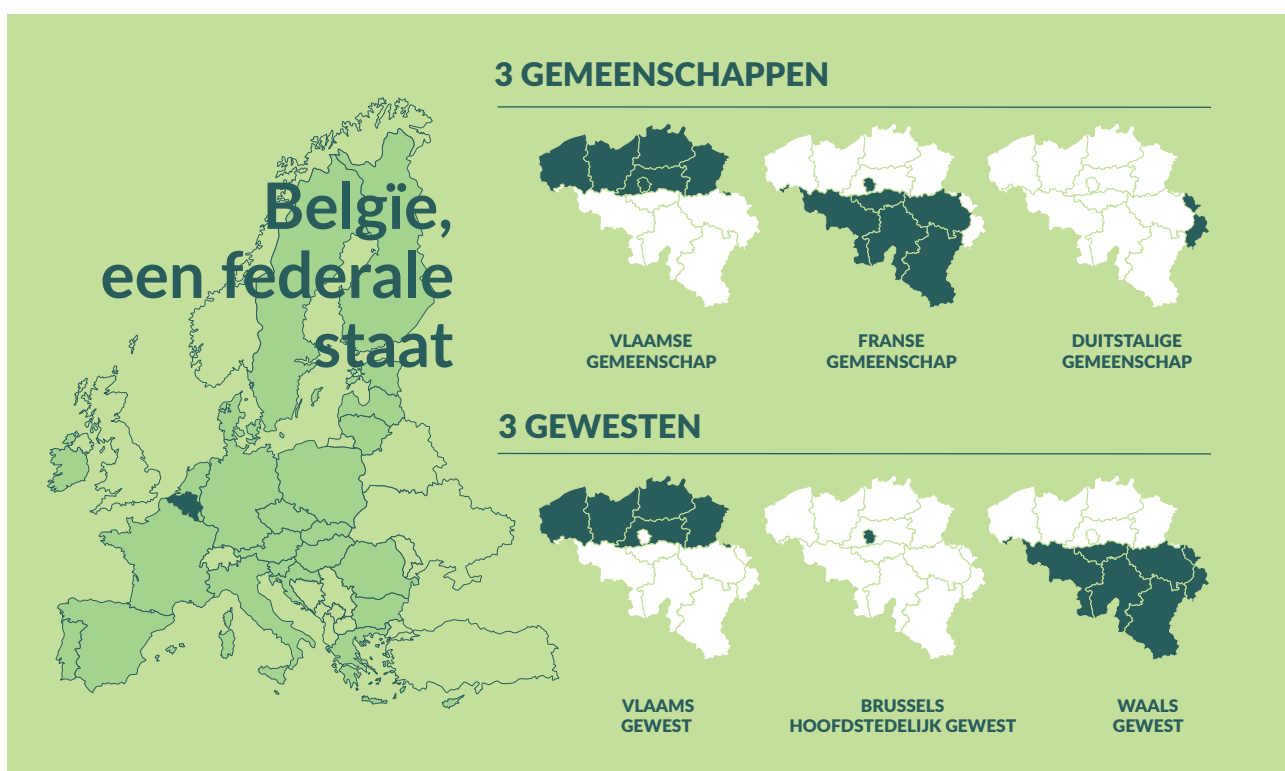 Belgïe,
een federale
staat
3 GEMEENSCHAPPEN
VLAAMSE
GEMEENSCHAP
FRANSE
GEMEENSCHAP
DUITSTALIGE
GEMEENSCHAP
3 GEWESTEN
VLAAMS
GEWEST
BRUSSELS
HOOFDSTEDELIJK GEWEST
WAALS
GEWEST